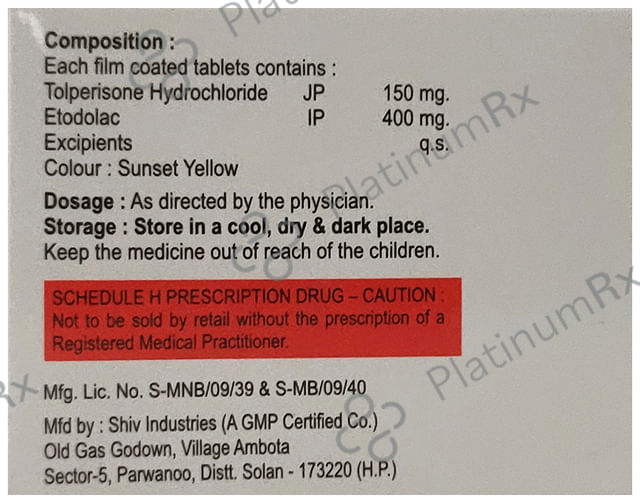 Composition :
Each film coated tablets contains :
Tolperisone Hydrochloride JP 150 mg.
Etodolac IP 400 mg.
Excipients q.s.
Colour : Sunset Yellow
Dosage : As directed by the physician.
Storage : Store in a cool, dry & dark place.
Keep the medicine out of reach of the children.
SCHEDULE H PRESCRIPTION DRUG – CAUTION :
Not to be sold by retail without the prescription of a
Registered Medical Practitioner.
Mfg. Lic. No. S-MNB/09/39 & S-MB/09/40
Mfd by : Shiv Industries (A GMP Certified Co.)
Old Gas Godown, Village Ambota
Sector-5, Parwanoo, Distt. Solan - 173220 (H.P.)
PlatinumRx
PlatinumRx